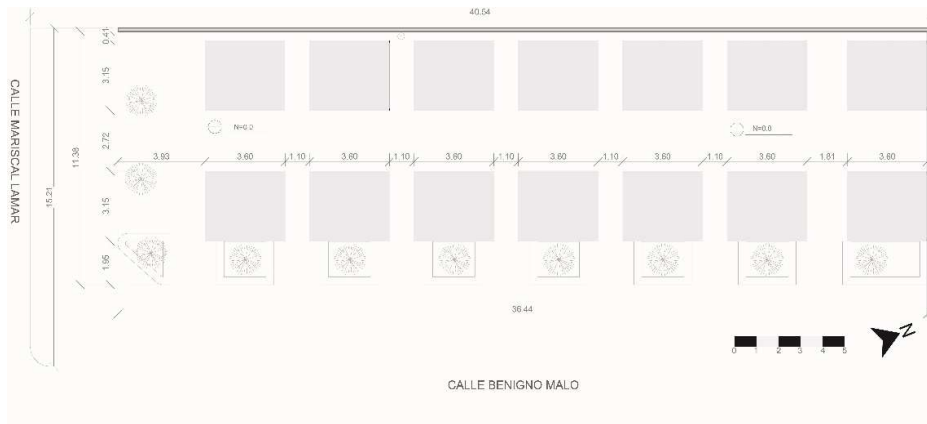 40.64
0.41
3.15
2.72
11.38
15.21
3.15
1.95
CALLE MARISCAL LAMAR
N=0.0
N=0.0
3.93 3.60 1.10 3.60 1.10 3.60 1.10 3.60 1.10 3.60 1.10 3.60 1.81 3.60
36.44
N
0 1 2 3 4 5
CALLE BENIGNO MALO